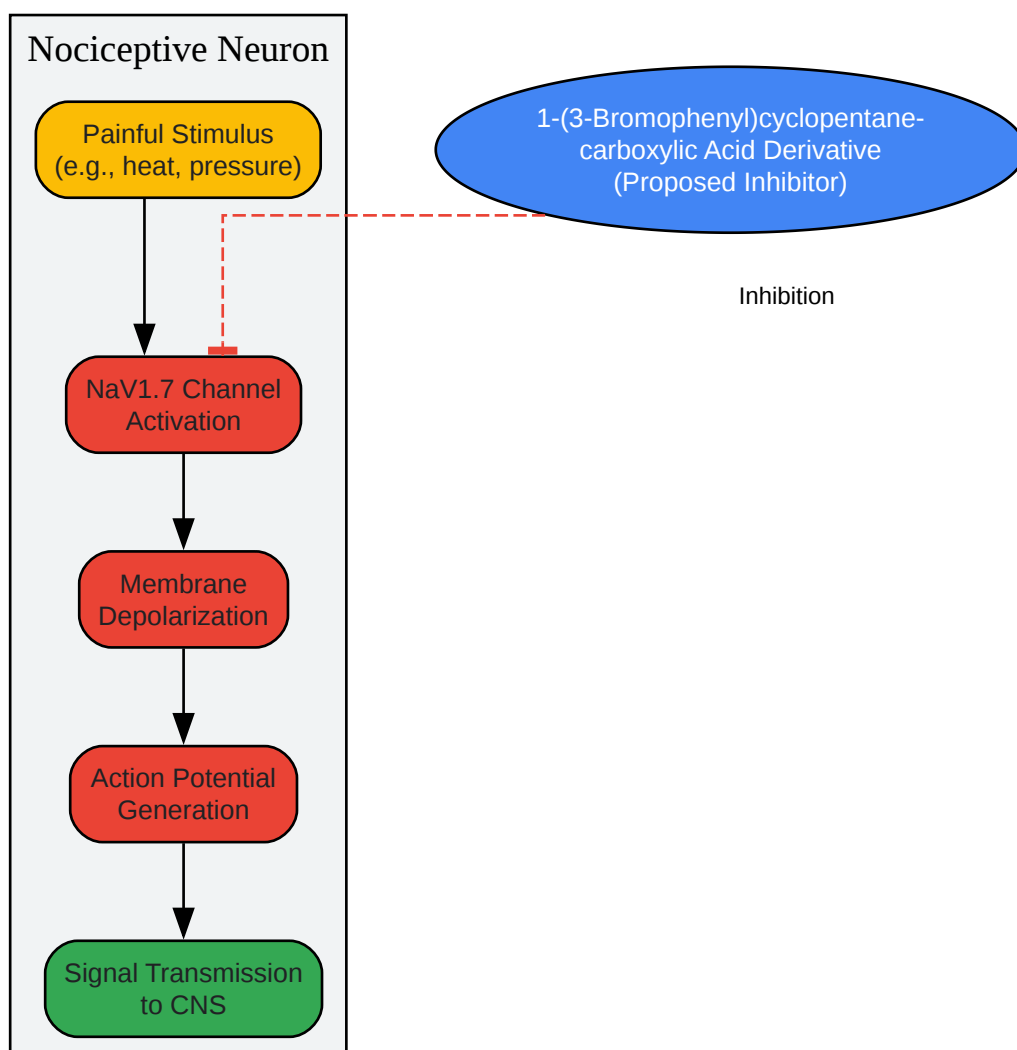 Nociceptive Neuron
Painful Stimulus
(e.g., heat, pressure)
1-(3-Bromophenyl)cyclopentane-
carboxylic Acid Derivative
(Proposed Inhibitor)
Inhibition
NaV1.7 Channel
Activation
Membrane
Depolarization
Action Potential
Generation
Signal Transmission
to CNS